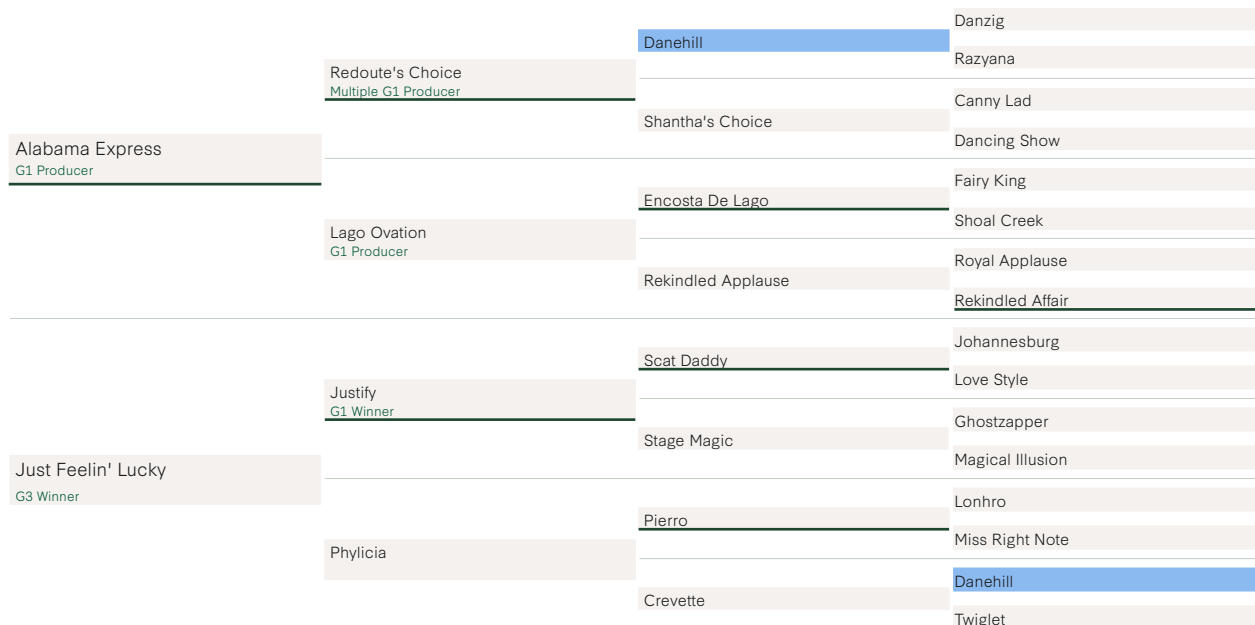 Alabama Express
G1 Producer
Just Feelin' Lucky
G3 Winner
Redoute's Choice
Multiple G1 Producer
Lago Ovation
G1 Producer
Justify
G1 Winner
Phylicia
Danehill
Shantha's Choice
Encosta De Lago
Rekindled Applause
Scat Daddy
Stage Magic
Pierro
Crevette
Danzig
Razyana
Canny Lad
Dancing Show
Fairy King
Shoal Creek
Royal Applause
Rekindled Affair
Johannesburg
Love Style
Ghostzapper
Magical Illusion
Lonhro
Miss Right Note
Danehill
Twiglet